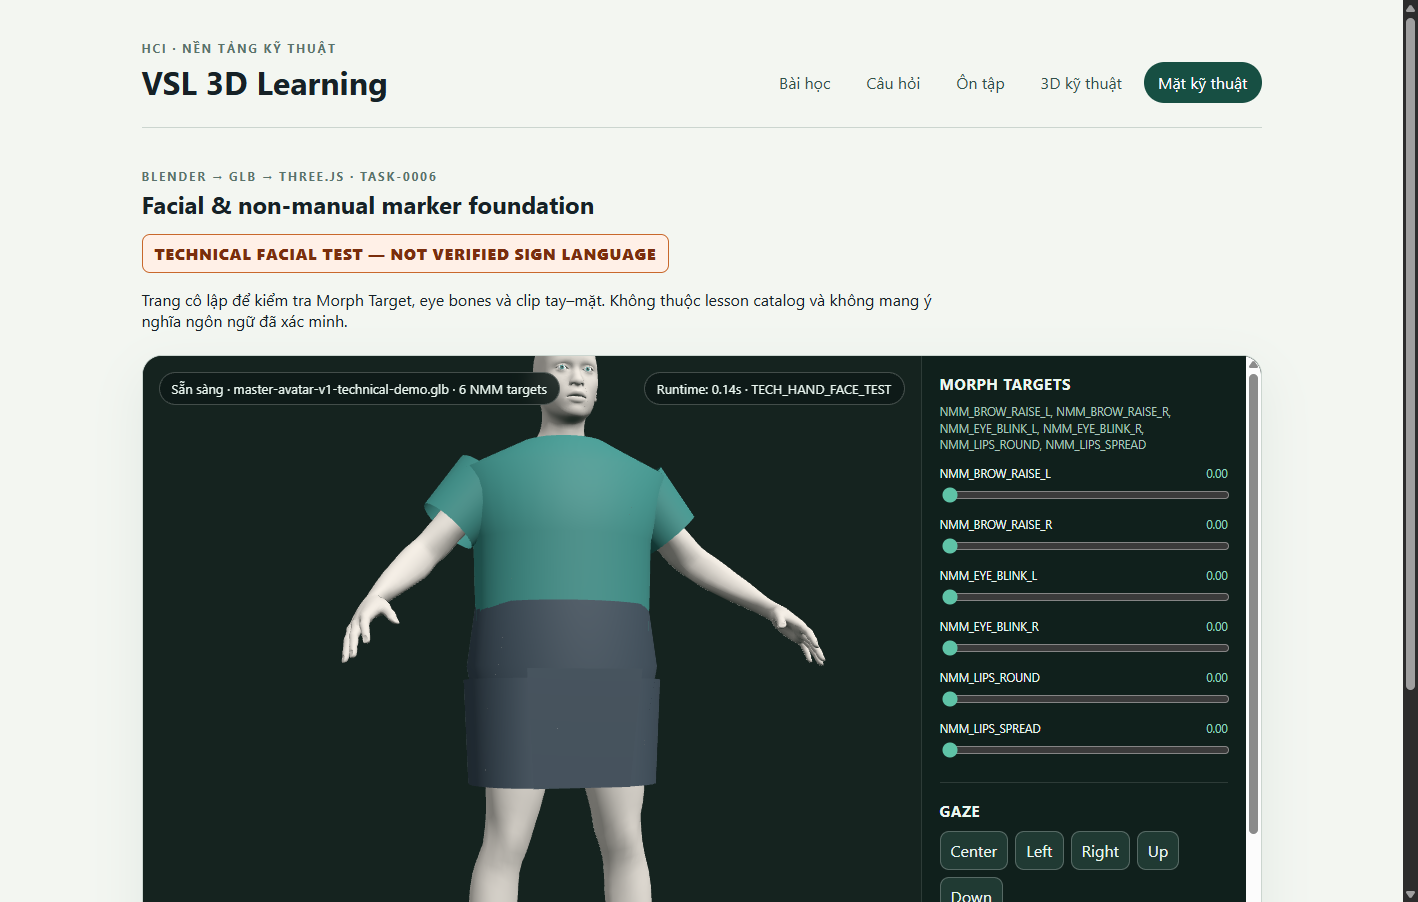 HCI · NỀN TẢNG KỸ THUẬT
VSL 3D Learning
Bài học
Câu hỏi
Ôn tập
3D kỹ thuật
Mặt kỹ thuật
BLENDER → GLB → THREE.JS · TASK-0006
Facial & non-manual marker foundation
TECHNICAL FACIAL TEST — NOT VERIFIED SIGN LANGUAGE
Trang cô lập để kiểm tra Morph Target, eye bones và clip tay–mặt. Không thuộc lesson catalog và không mang ý
nghĩa ngôn ngữ đã xác minh.
Sẵn sàng · master-avatar-v1-technical-demo.glb · 6 NMM targets
Runtime: 0.14s · TECH_HAND_FACE_TEST
MORPH TARGETS
NMM_BROW_RAISE_L, NMM_BROW_RAISE_R,
NMM_EYE_BLINK_L, NMM_EYE_BLINK_R,
NMM_LIPS_ROUND, NMM_LIPS_SPREAD
NMM_BROW_RAISE_L 0.00
NMM_BROW_RAISE_R 0.00
NMM_EYE_BLINK_L 0.00
NMM_EYE_BLINK_R 0.00
NMM_LIPS_ROUND 0.00
NMM_LIPS_SPREAD 0.00
GAZE
Center Left Right Up
Down